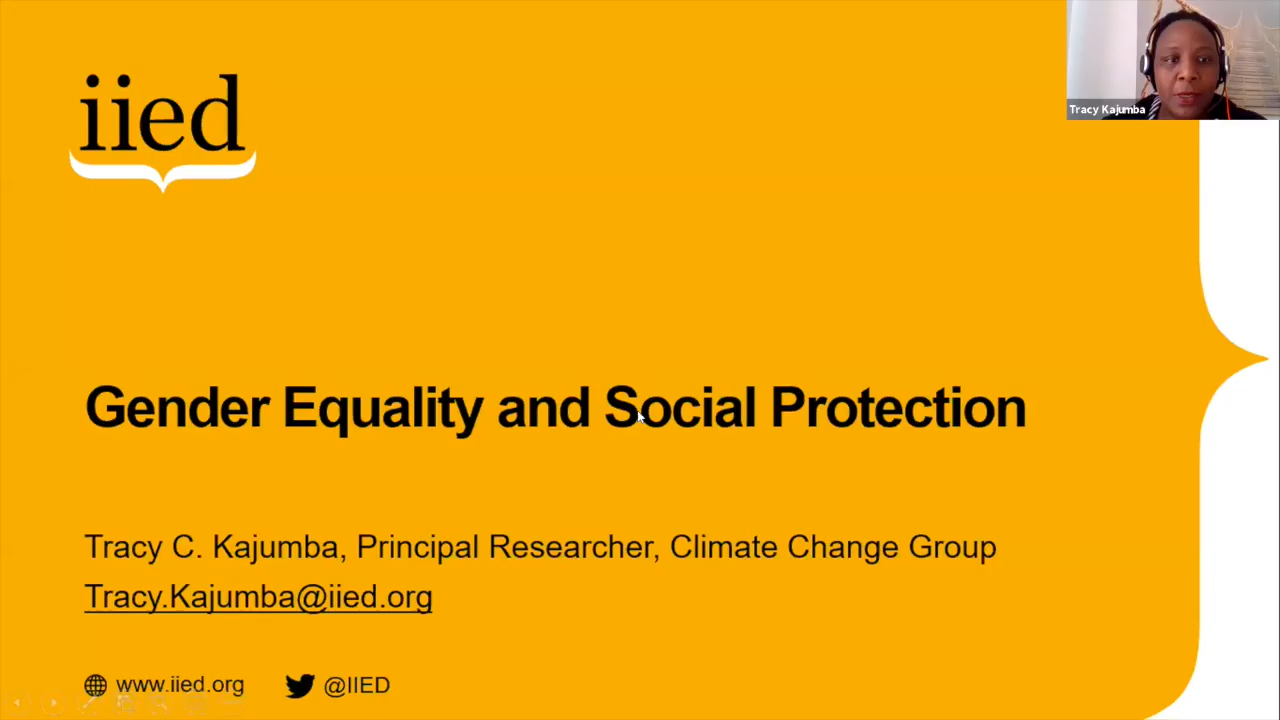 iied
Tracy Kajumba
Gender Equality and Social Protection
Tracy C. Kajumba, Principal Researcher, Climate Change Group
Tracy.Kajumba@iied.org
www.iied.org @IIED